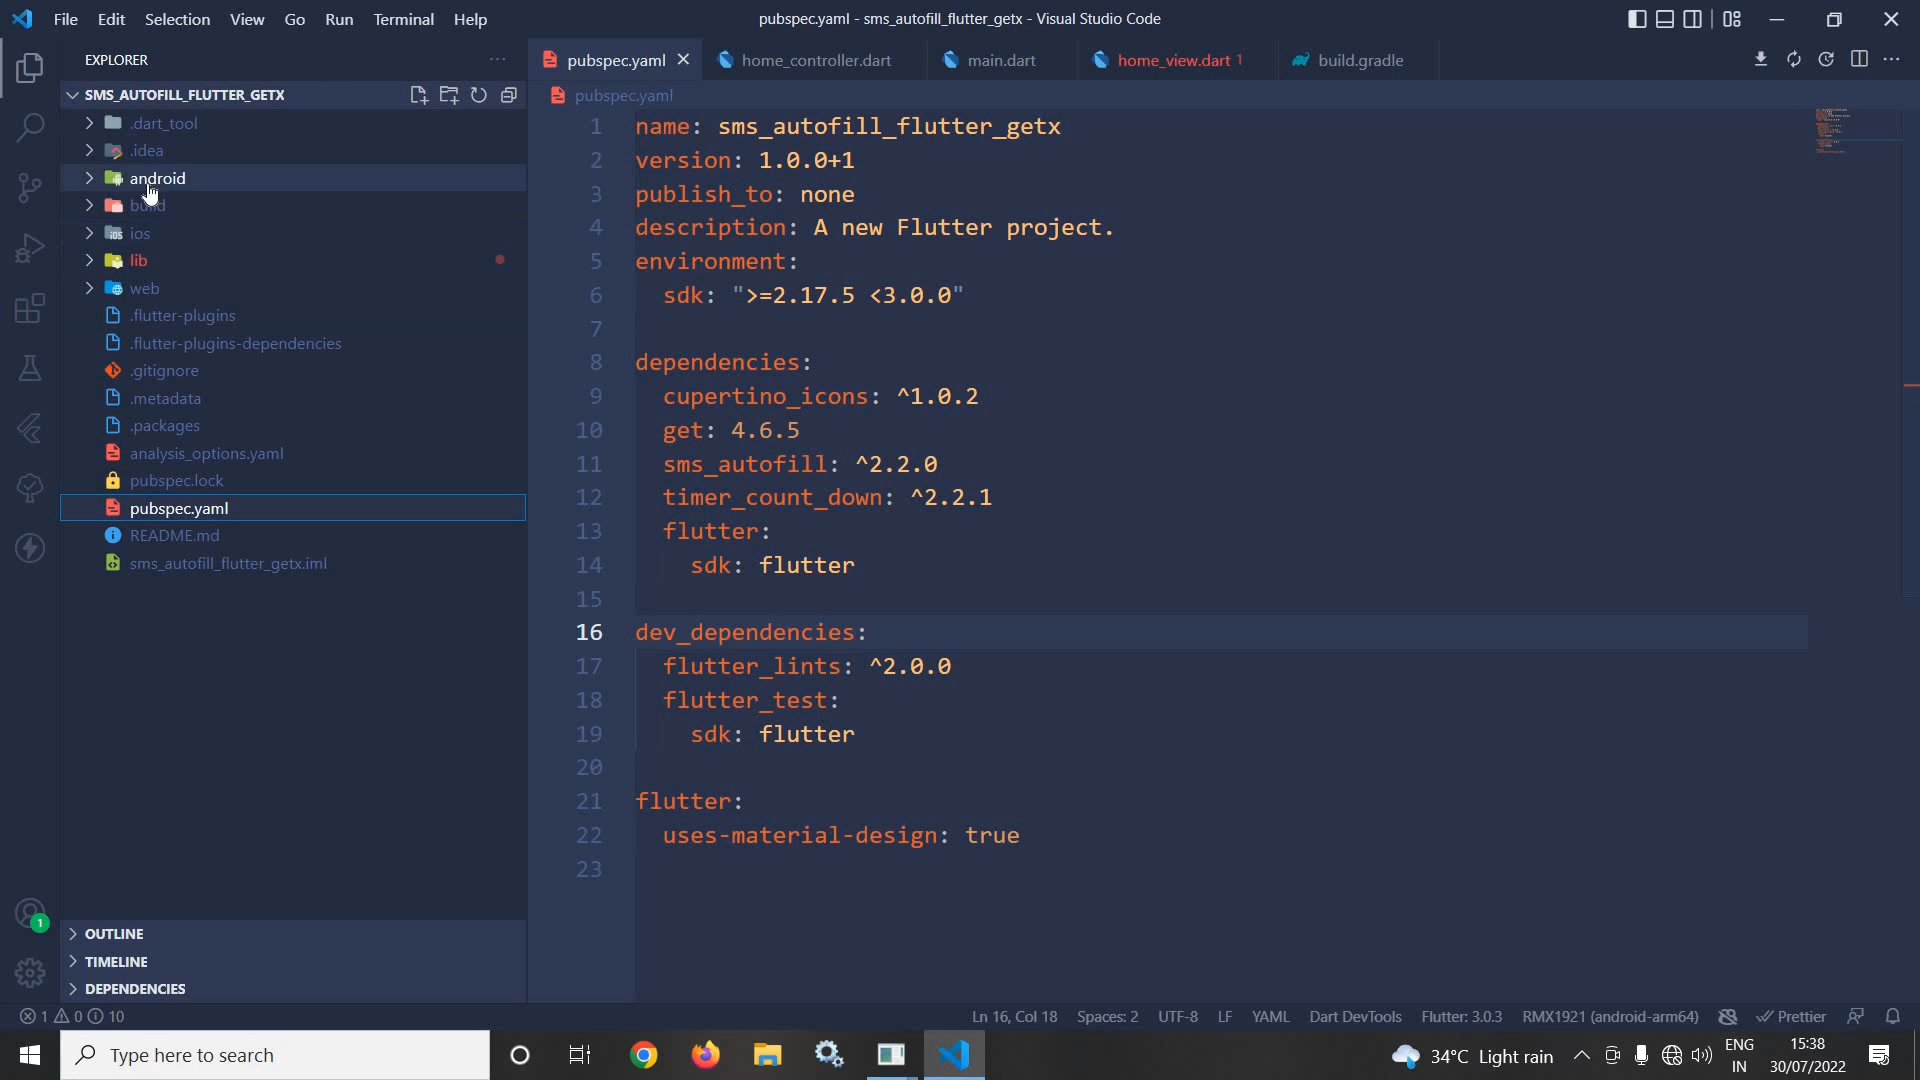 File Edit Selection View Go Run Terminal Help
pubspec.yaml - sms_autofill_flutter_getx - Visual Studio Code
EXPLORER
pubspec.yaml
home_controller.dart
main.dart
home_view.dart 1
build.gradle
SMS_AUTOFILL_FLUTTER_GETX
pubspec.yaml
.dart_tool
.idea
android
build
ios
lib
web
.flutter-plugins
.flutter-plugins-dependencies
.gitignore
.metadata
.packages
analysis_options.yaml
pubspec.lock
pubspec.yaml
README.md
sms_autofill_flutter_getx.iml
OUTLINE
TIMELINE
DEPENDENCIES
1 name: sms_autofill_flutter_getx
2 version: 1.0.0+1
3 publish_to: none
4 description: A new Flutter project.
5 environment:
6 sdk: ">=2.17.5 <3.0.0"
7
8 dependencies:
9 cupertino_icons: ^1.0.2
10 get: 4.6.5
11 sms_autofill: ^2.2.0
12 timer_count_down: ^2.2.1
13 flutter:
14 sdk: flutter
15
16 dev_dependencies:
17 flutter_lints: ^2.0.0
18 flutter_test:
19 sdk: flutter
20
21 flutter:
22 uses-material-design: true
23
1
1 0 10
Ln 16, Col 18 Spaces: 2 UTF-8 LF YAML Dart DevTools Flutter: 3.0.3 RMX1921 (android-arm64) Prettier
Type here to search
34°C Light rain
ENG
IN
15:38
30/07/2022